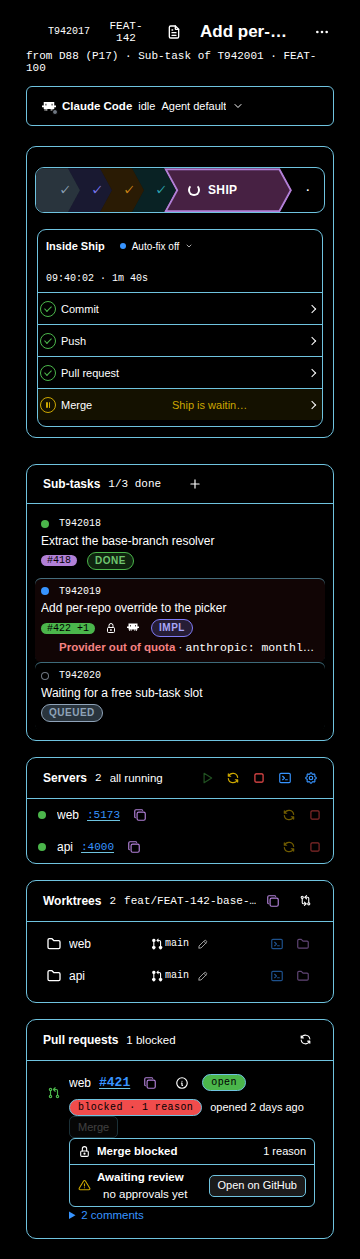 T942017 FEAT-142 Add per-…
from D88 (P17) · Sub-task of T942001 · FEAT-100
Claude Code idle Agent default
SHIP
Inside Ship Auto-fix off
09:40:02 · 1m 40s
Commit
Push
Pull request
Merge Ship is waitin…
Sub-tasks 1/3 done
T942018
Extract the base-branch resolver
#418 DONE
T942019
Add per-repo override to the picker
#422 +1 IMPL
Provider out of quota · anthropic: monthl…
T942020
Waiting for a free sub-task slot
QUEUED
Servers 2 all running
web :5173
api :4000
Worktrees 2 feat/FEAT-142-base-…
web main
api main
Pull requests 1 blocked
web #421 open
blocked · 1 reason opened 2 days ago
Merge
Merge blocked 1 reason
Awaiting review
no approvals yet
Open on GitHub
2 comments